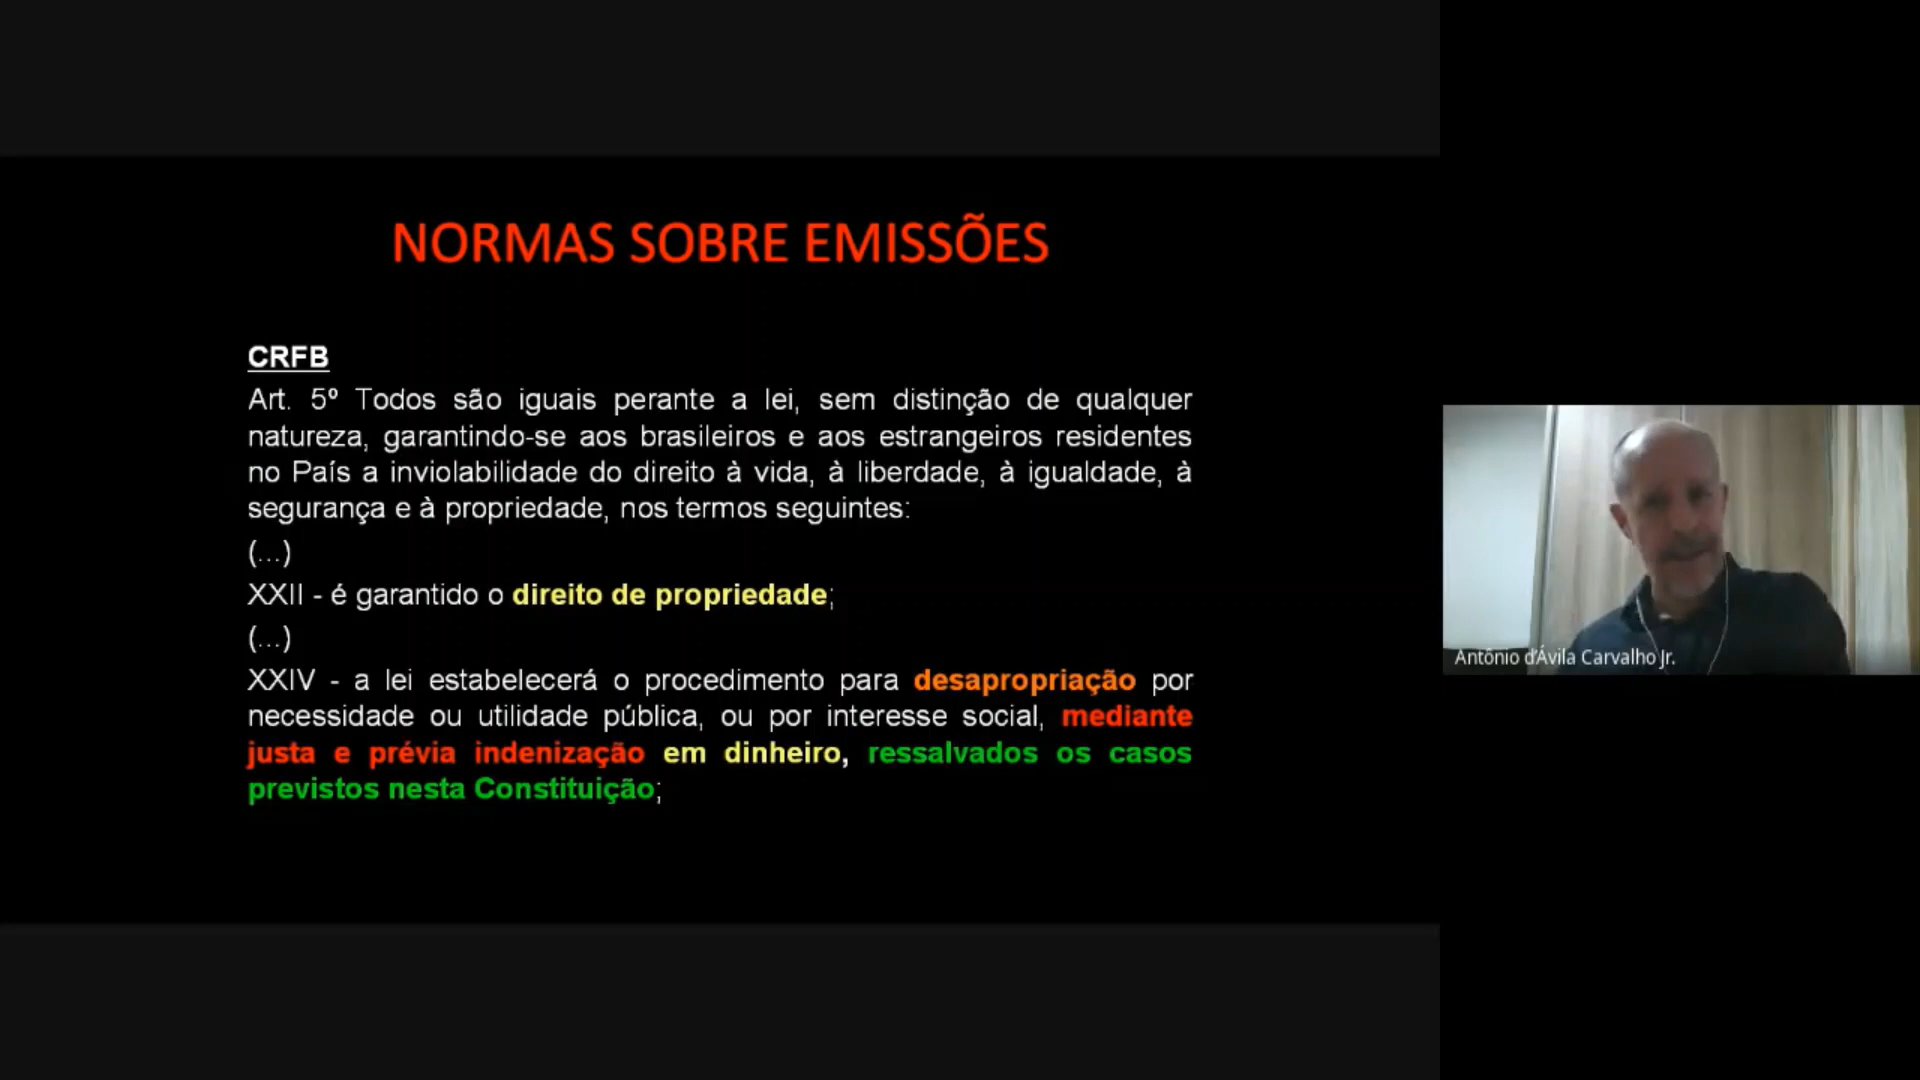 NORMAS SOBRE EMISSÕES
CRFB
Art. 5º Todos são iguais perante a lei, sem distinção de qualquer
natureza, garantindo-se aos brasileiros e aos estrangeiros residentes
no País a inviolabilidade do direito à vida, à liberdade, à igualdade, à
segurança e à propriedade, nos termos seguintes:
(...)
XXII - é garantido o direito de propriedade;
(...)
XXIV - a lei estabelecerá o procedimento para desapropriação por
necessidade ou utilidade pública, ou por interesse social, mediante
justa e prévia indenização em dinheiro, ressalvados os casos
previstos nesta Constituição;
Antônio d'Ávila Carvalho Jr.